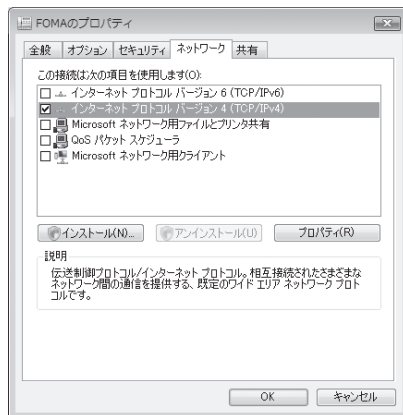 FOMAのプロパティ
全般 オプション セキュリティ ネットワーク 共有
この接続は次の項目を使用します(O):
インターネット プロトコル バージョン 6 (TCP/IPv6)
インターネット プロトコル バージョン 4 (TCP/IPv4)
Microsoft ネットワーク用ファイルとプリンタ共有
QoS パケット スケジューラ
Microsoft ネットワーク用クライアント
インストール(N)... アンインストール(U) プロパティ(R)
説明
伝送制御プロトコル/インターネット プロトコル。相互接続されたさまざまな
ネットワーク間の通信を提供する、既定のワイド エリア ネットワーク プロト
コルです。
OK キャンセル